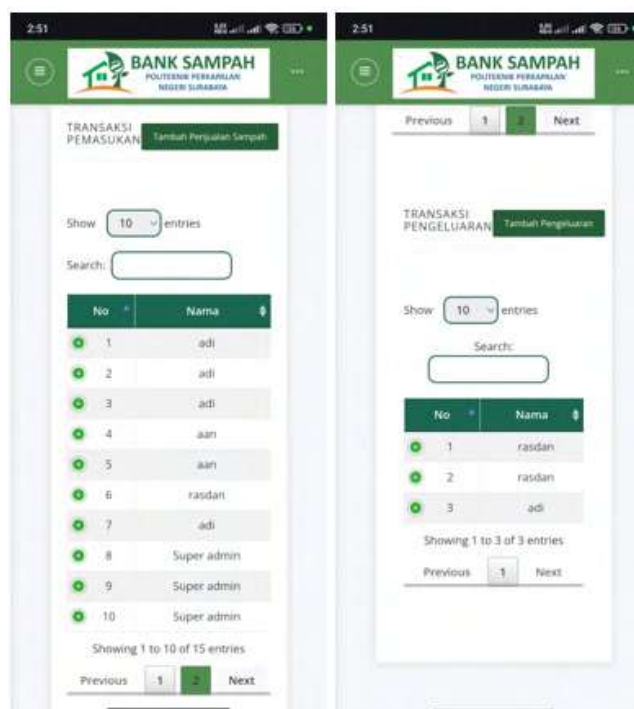 2:51
BANK SAMPAH
POLITEKNIK PERKAPALAN
NEGERI SURABAYA
TRANSAKSI
PEMASUKAN
Tambah Penjualan Sampah
Show 10 entries
Search:
No Nama
1 adi
2 adi
3 adi
4 aan
5 aan
6 rasdan
7 adi
8 Super admin
9 Super admin
10 Super admin
Showing 1 to 10 of 15 entries
Previous 1 2 Next
2:51
BANK SAMPAH
POLITEKNIK PERKAPALAN
NEGERI SURABAYA
Previous 1 2 Next
TRANSAKSI
PENGELUARAN
Tambah Pengeluaran
Show 10 entries
Search:
No Nama
1 rasdan
2 rasdan
3 adi
Showing 1 to 3 of 3 entries
Previous 1 Next